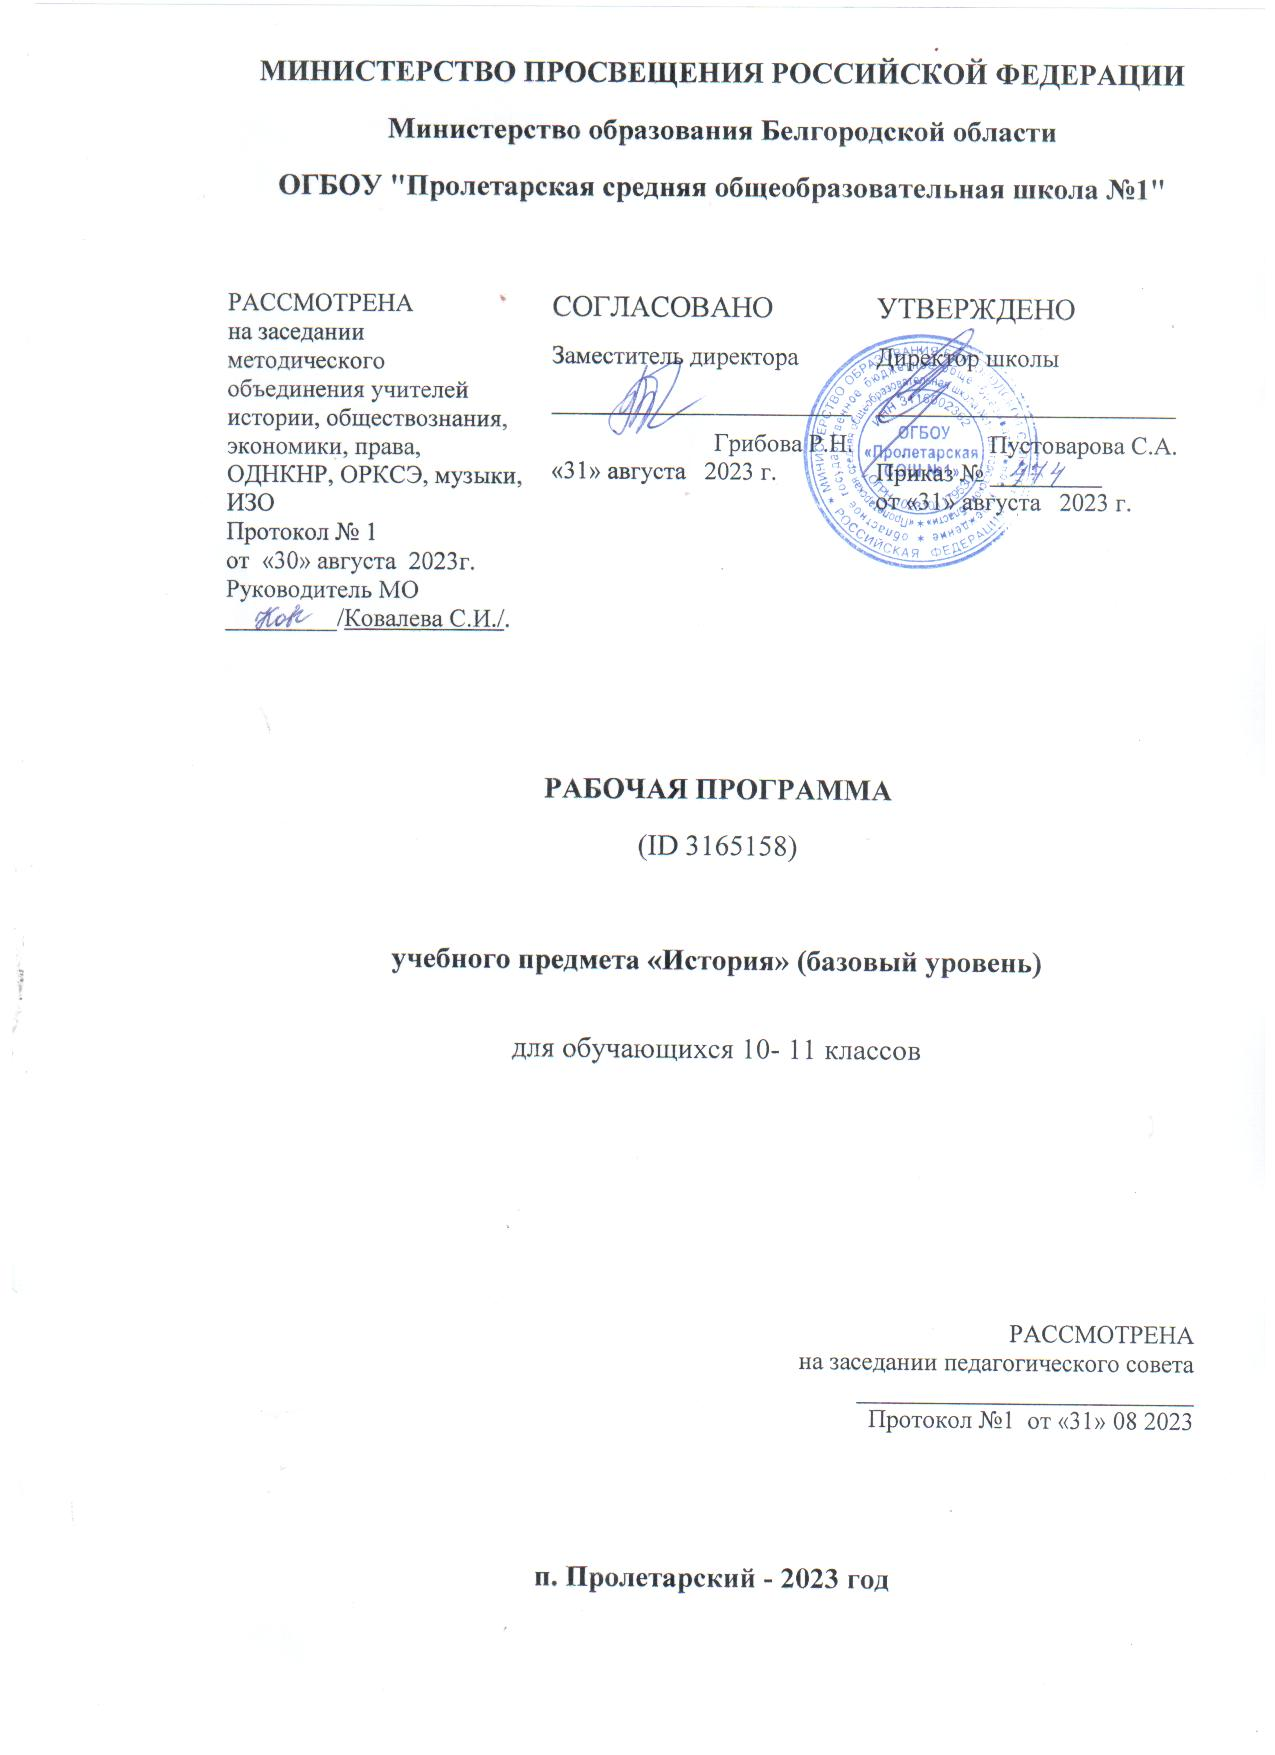 МИНИСТЕРСТВО ПРОСВЕЩЕНИЯ РОССИЙСКОЙ ФЕДЕРАЦИИ
Министерство образования Белгородской области
ОГБОУ "Пролетарская средняя общеобразовательная школа №1"
РАССМОТРЕНА
на заседании
методического
объединения учителей
истории, обществознания,
экономики, права,
ОДНКНР, ОРКСЭ, музыки,
ИЗО
Протокол № 1
от «30» августа 2023г.
Руководитель МО
/Ковалева С.И./.
СОГЛАСОВАНО
Заместитель директора
Грибова Р.Н.
«31» августа 2023 г.
УТВЕРЖДЕНО
Директор школы
Пустоварова С.А.
Приказ №
от «31» августа 2023 г.
ОГБОУ
«Пролетарская
СОШ №1»
РОССИЙСКАЯ ФЕДЕРАЦИЯ
РАБОЧАЯ ПРОГРАММА
(ID 3165158)
учебного предмета «История» (базовый уровень)
для обучающихся 10- 11 классов
РАССМОТРЕНА
на заседании педагогического совета
Протокол №1 от «31» 08 2023
п. Пролетарский - 2023 год